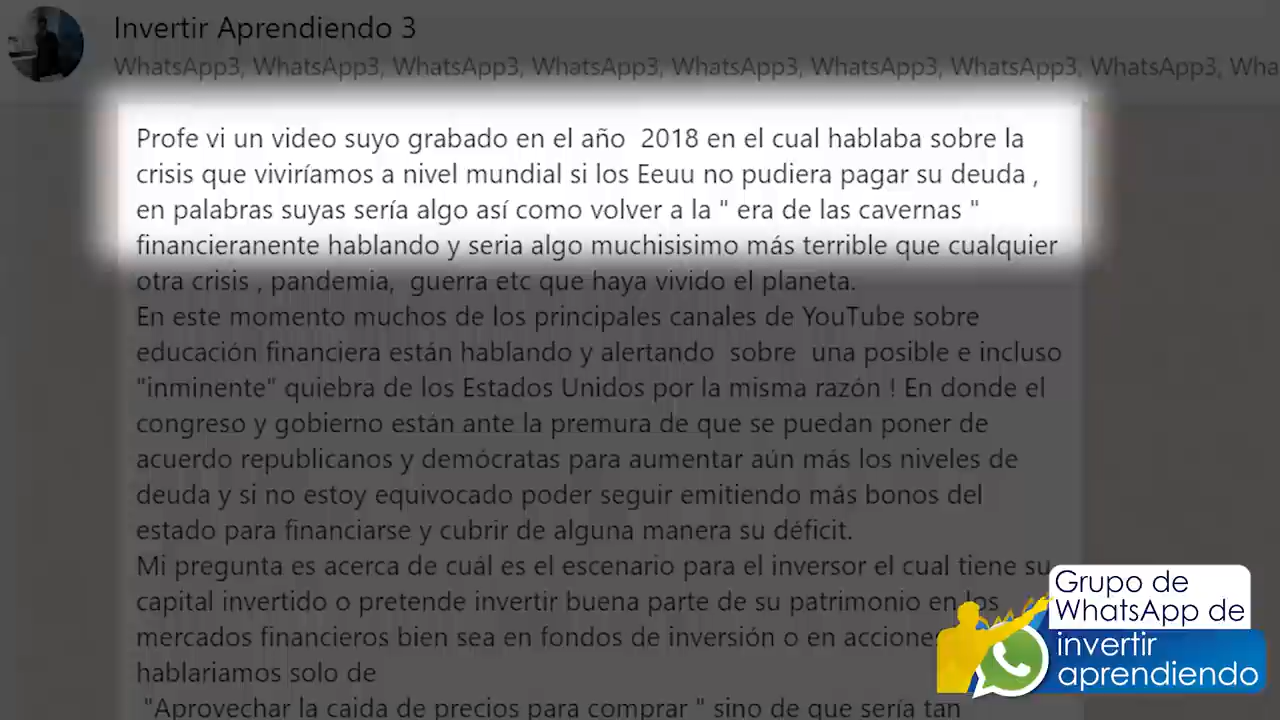 Invertir Aprendiendo 3
WhatsApp3, WhatsApp3, WhatsApp3, WhatsApp3, WhatsApp3, WhatsApp3, WhatsApp3, WhatsApp3, Wha
Profe vi un video suyo grabado en el año  2018 en el cual hablaba sobre la
crisis que viviríamos a nivel mundial si los Eeuu no pudiera pagar su deuda ,
en palabras suyas sería algo así como volver a la " era de las cavernas "
financieranente hablando y seria algo muchisisimo más terrible que cualquier
otra crisis , pandemia,  guerra etc que haya vivido el planeta.
En este momento muchos de los principales canales de YouTube sobre
educación financiera están hablando y alertando  sobre  una posible e incluso
"inminente" quiebra de los Estados Unidos por la misma razón ! En donde el
congreso y gobierno están ante la premura de que se puedan poner de
acuerdo republicanos y demócratas para aumentar aún más los niveles de
deuda y si no estoy equivocado poder seguir emitiendo más bonos del
estado para financiarse y cubrir de alguna manera su déficit.
Mi pregunta es acerca de cuál es el escenario para el inversor el cual tiene su
capital invertido o pretende invertir buena parte de su patrimonio en los
mercados financieros bien sea en fondos de inversión o en acciones
hablariamos solo de
"Aprovechar la caida de precios para comprar " sino de que sería tan
Grupo de
WhatsApp de
invertir
aprendiendo